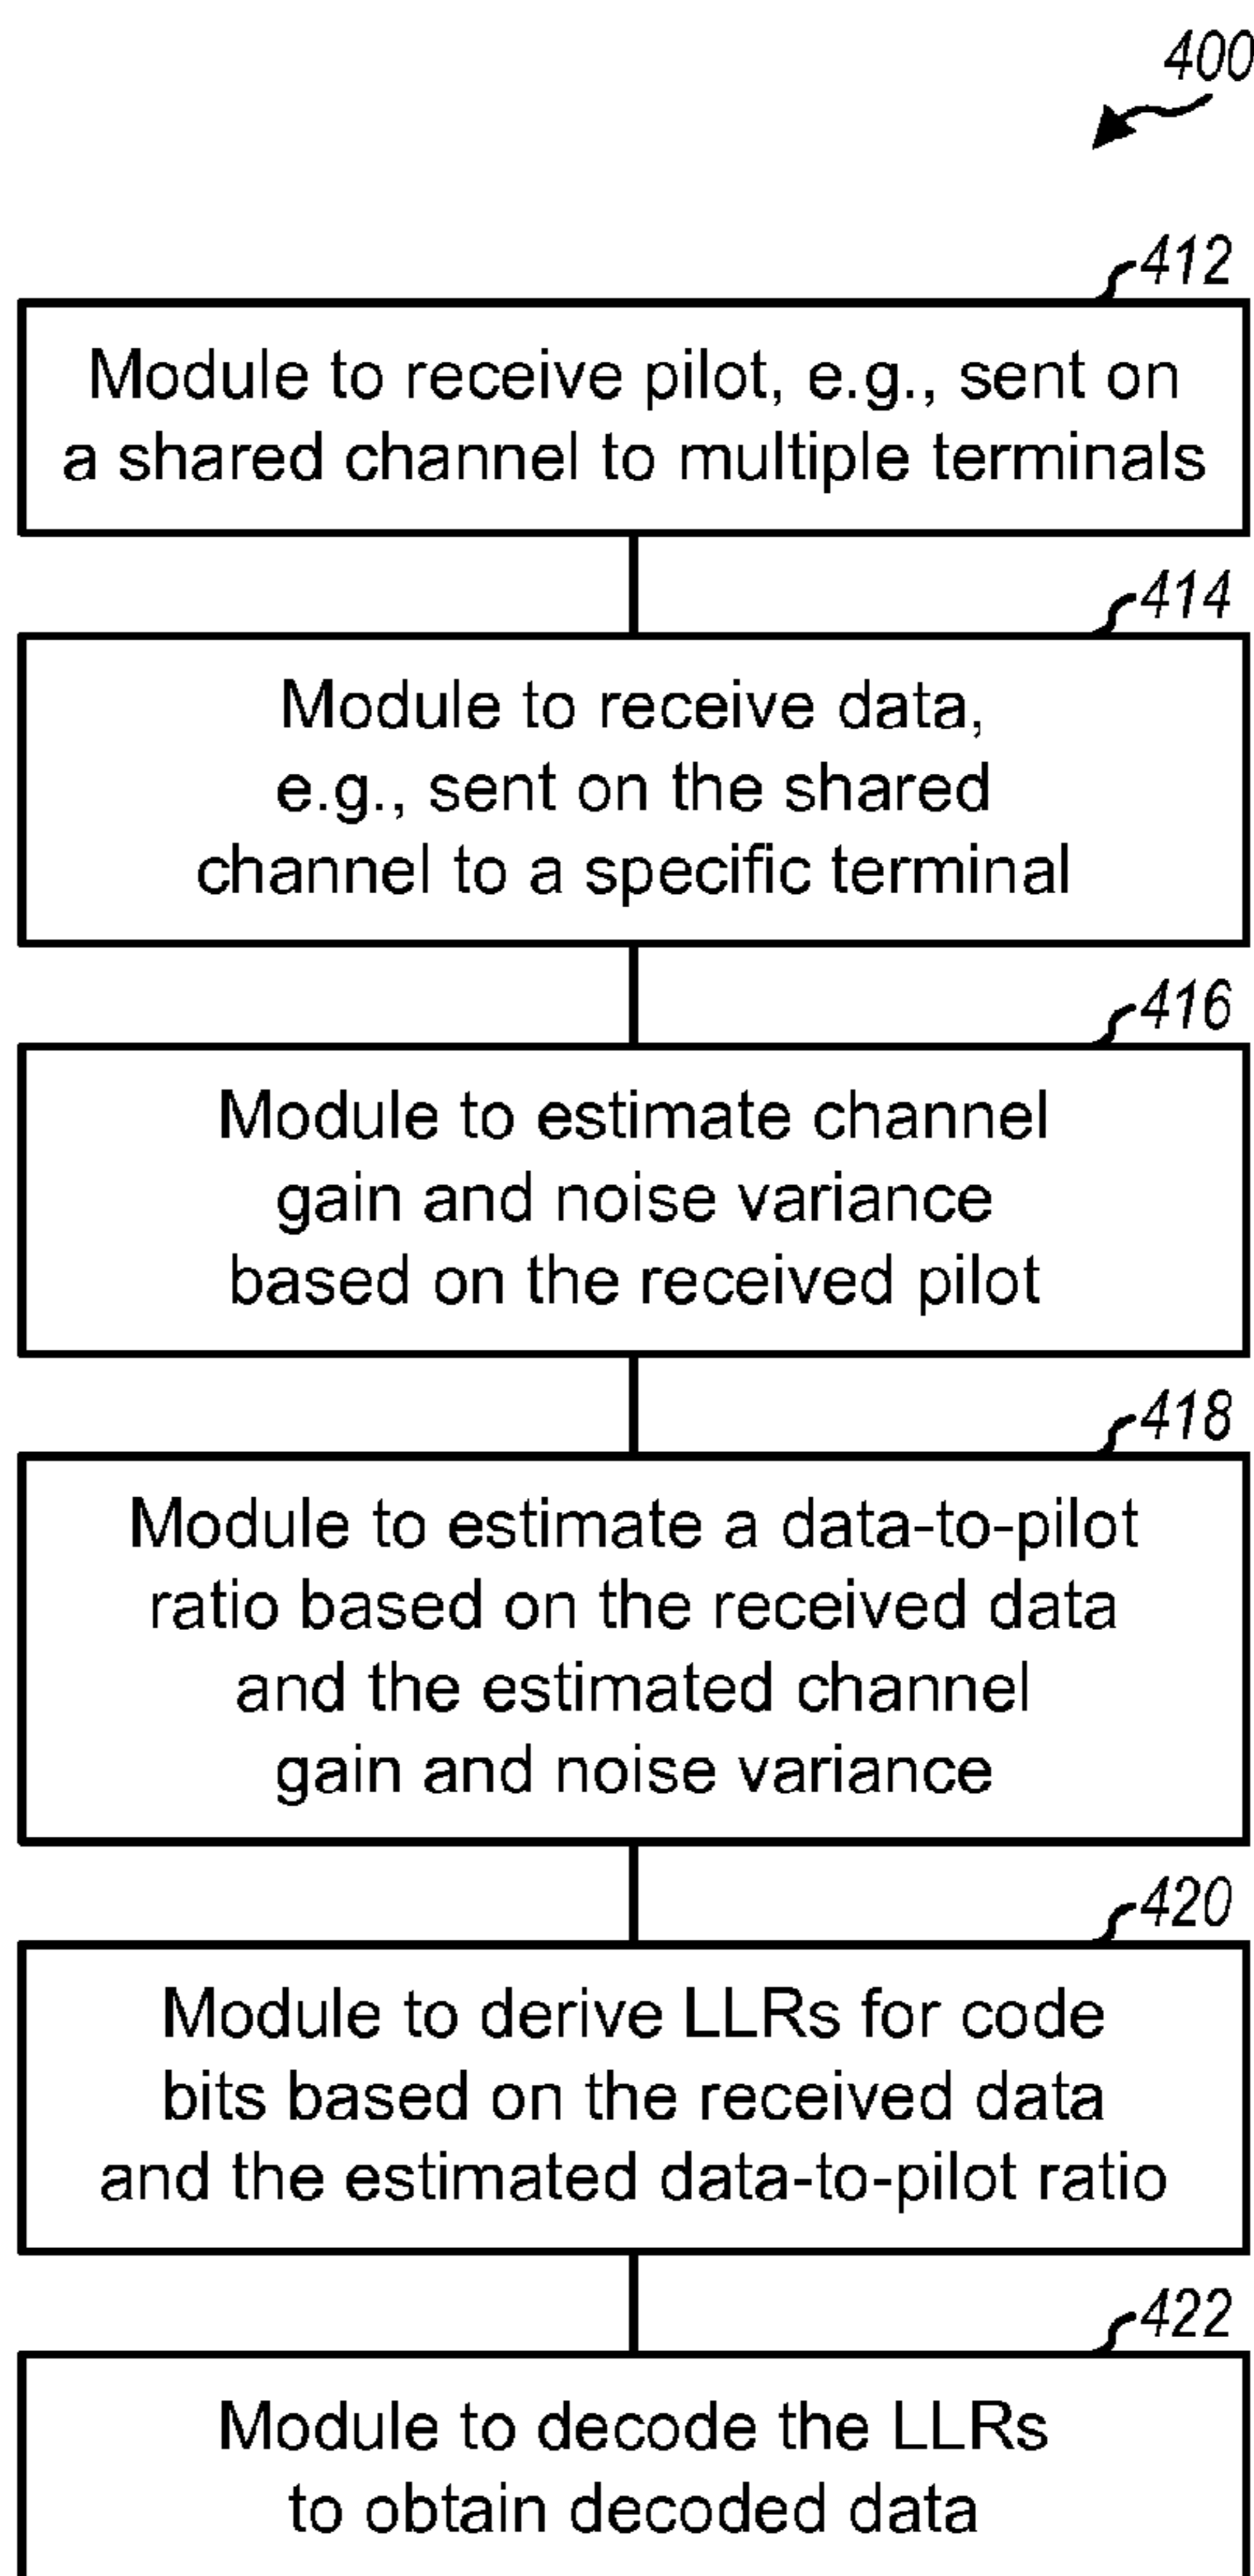 400
412
Module to receive pilot, e.g., sent on
a shared channel to multiple terminals
414
Module to receive data,
e.g., sent on the shared
channel to a specific terminal
416
Module to estimate channel
gain and noise variance
based on the received pilot
418
Module to estimate a data-to-pilot
ratio based on the received data
and the estimated channel
gain and noise variance
420
Module to derive LLRs for code
bits based on the received data
and the estimated data-to-pilot ratio
422
Module to decode the LLRs
to obtain decoded data